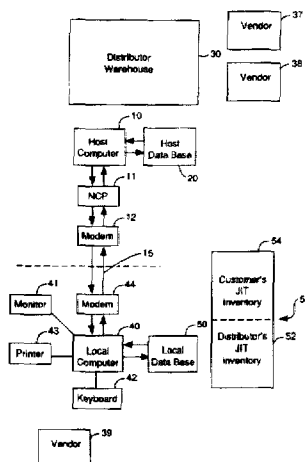 37
Vendor
30
Distributor
Warehouse
38
Vendor
10
Host
Computer
Host
Data Base
20
11
NCP
12
Modem
15
54
41
44
Modem
Monitor
Customer's
JIT
Inventory
43
40
50
5
Printer
Local
Computer
Local
Data Base
Distributor's
JIT
Inventory
52
42
Keyboard
39
Vendor